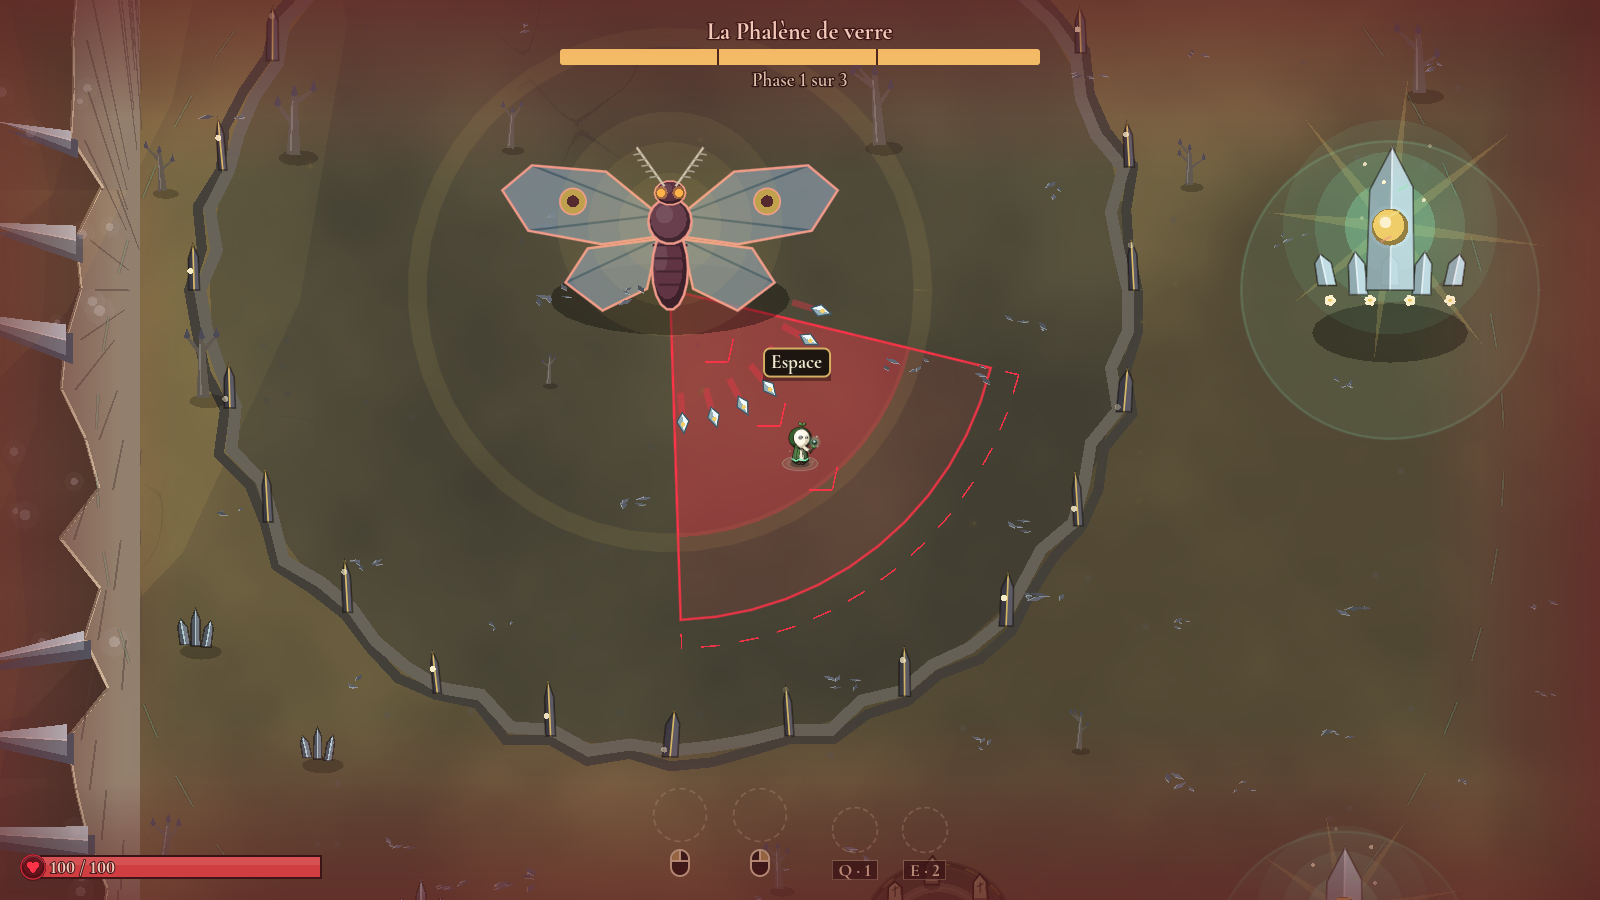 La Phalène de verre
Phase 1 sur 3
Espace
100 / 100
Q · 1
E · 2